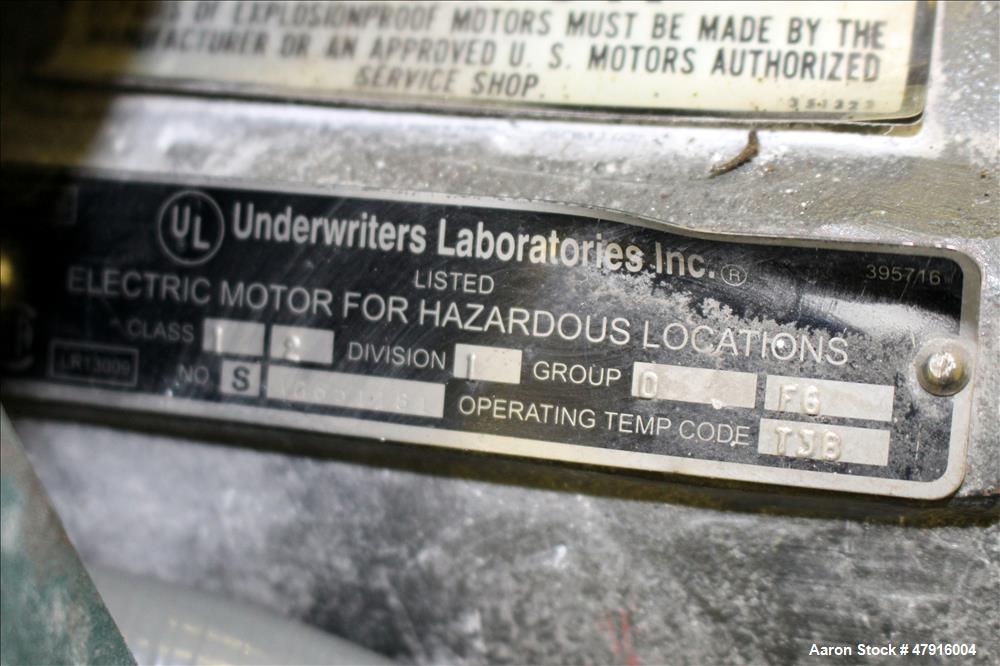 OF EXPLOSIONPROOF MOTORS MUST BE MADE BY THE
MANUFACTURER OR AN APPROVED U. S. MOTORS AUTHORIZED
SERVICE SHOP.
UL Underwriters Laboratories Inc.®
395716
LISTED
ELECTRIC MOTOR FOR HAZARDOUS LOCATIONS
CLASS 1 2 DIVISION 1 GROUP D FG
LR13009
NO. S
OPERATING TEMP CODE T3B
Aaron Stock # 47916004